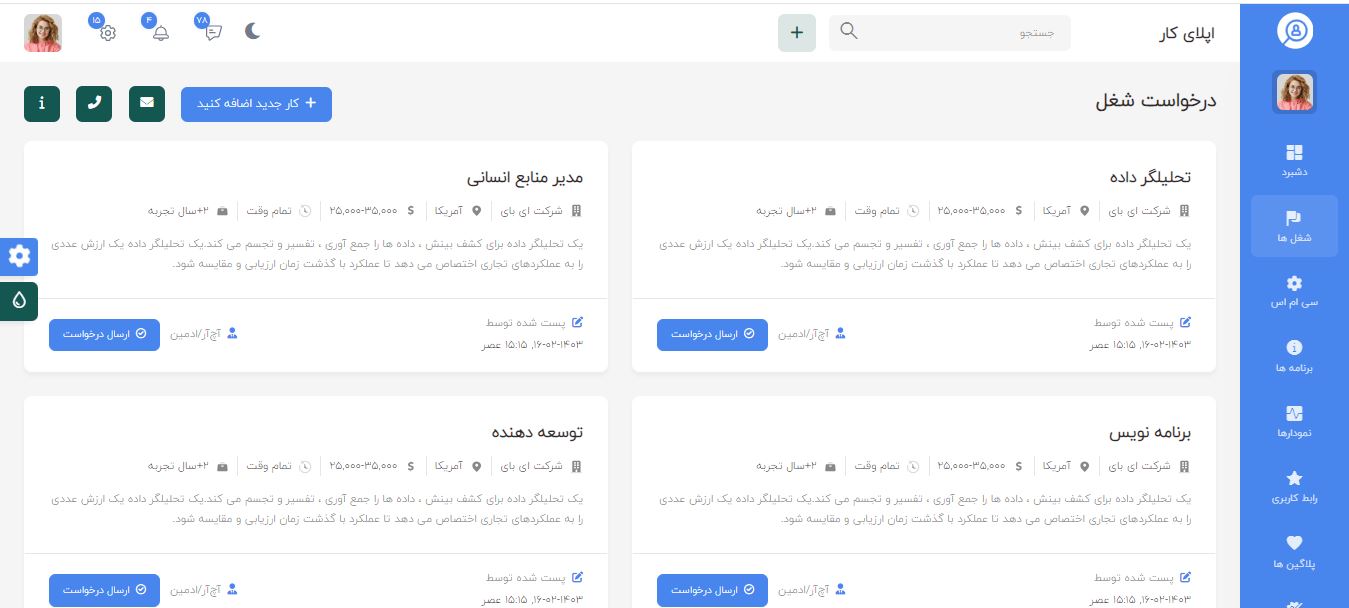 اپلای کار
جستجو
۷۸
۴
۱۵
دشبرد
شغل ها
سی ام اس
برنامه ها
نمودارها
رابط کاربری
پلاگین ها
درخواست شغل
+ کار جدید اضافه کنید
تحلیلگر داده
شرکت ای بای | آمریکا | $ ۲۵,۰۰۰-۳۵,۰۰۰ | تمام وقت | ۲+سال تجربه
یک تحلیلگر داده برای کشف بینش ، داده ها را جمع آوری ، تفسیر و تجسم می کند.یک تحلیلگر داده یک ارزش عددی
را به عملکردهای تجاری اختصاص می دهد تا عملکرد با گذشت زمان ارزیابی و مقایسه شود.
پست شده توسط
۱۶-۰۲-۱۴۰۳, ۱۵:۱۵ عصر
آچ‌آر/ادمین
ارسال درخواست
مدیر منابع انسانی
شرکت ای بای | آمریکا | $ ۲۵,۰۰۰-۳۵,۰۰۰ | تمام وقت | ۲+سال تجربه
یک تحلیلگر داده برای کشف بینش ، داده ها را جمع آوری ، تفسیر و تجسم می کند.یک تحلیلگر داده یک ارزش عددی
را به عملکردهای تجاری اختصاص می دهد تا عملکرد با گذشت زمان ارزیابی و مقایسه شود.
پست شده توسط
۱۶-۰۲-۱۴۰۳, ۱۵:۱۵ عصر
آچ‌آر/ادمین
ارسال درخواست
برنامه نویس
شرکت ای بای | آمریکا | $ ۲۵,۰۰۰-۳۵,۰۰۰ | تمام وقت | ۲+سال تجربه
یک تحلیلگر داده برای کشف بینش ، داده ها را جمع آوری ، تفسیر و تجسم می کند.یک تحلیلگر داده یک ارزش عددی
را به عملکردهای تجاری اختصاص می دهد تا عملکرد با گذشت زمان ارزیابی و مقایسه شود.
پست شده توسط
۱۶-۰۲-۱۴۰۳, ۱۵:۱۵ عصر
آچ‌آر/ادمین
ارسال درخواست
توسعه دهنده
شرکت ای بای | آمریکا | $ ۲۵,۰۰۰-۳۵,۰۰۰ | تمام وقت | ۲+سال تجربه
یک تحلیلگر داده برای کشف بینش ، داده ها را جمع آوری ، تفسیر و تجسم می کند.یک تحلیلگر داده یک ارزش عددی
را به عملکردهای تجاری اختصاص می دهد تا عملکرد با گذشت زمان ارزیابی و مقایسه شود.
پست شده توسط
۱۶-۰۲-۱۴۰۳, ۱۵:۱۵ عصر
آچ‌آر/ادمین
ارسال درخواست